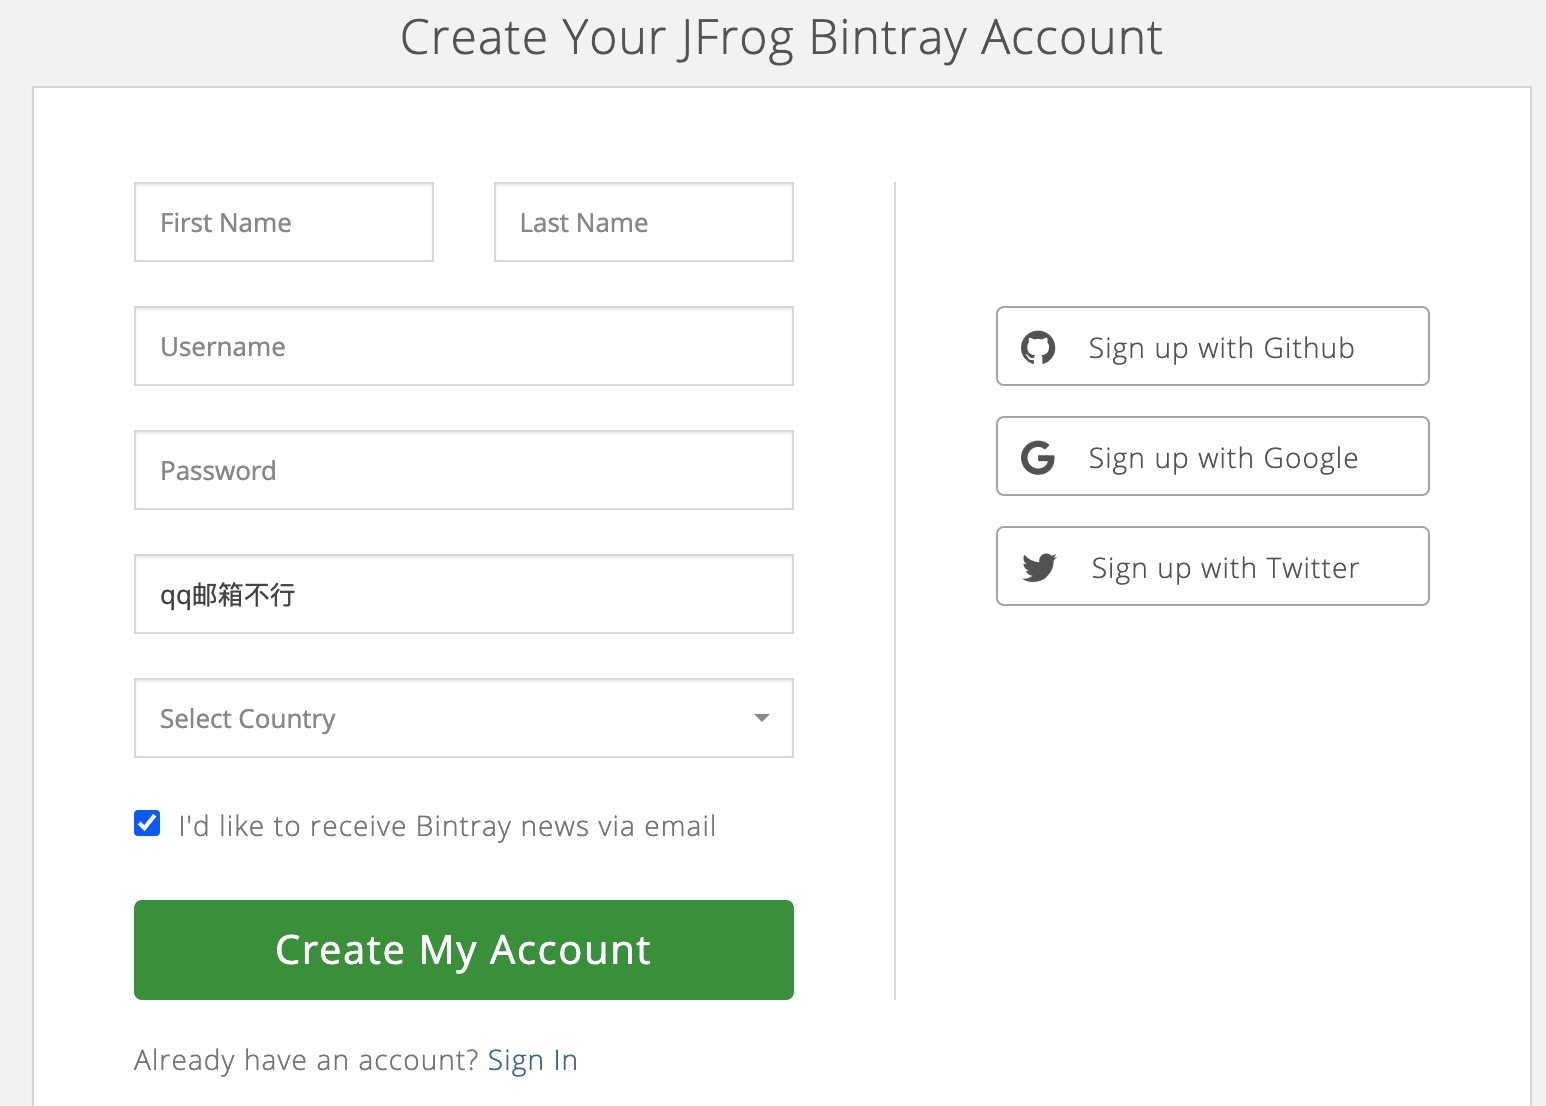 Create Your JFrog Bintray Account
First Name
Last Name
Username
Password
qq邮箱不行
Select Country
I'd like to receive Bintray news via email
Create My Account
Already have an account? Sign In
Sign up with Github
Sign up with Google
Sign up with Twitter